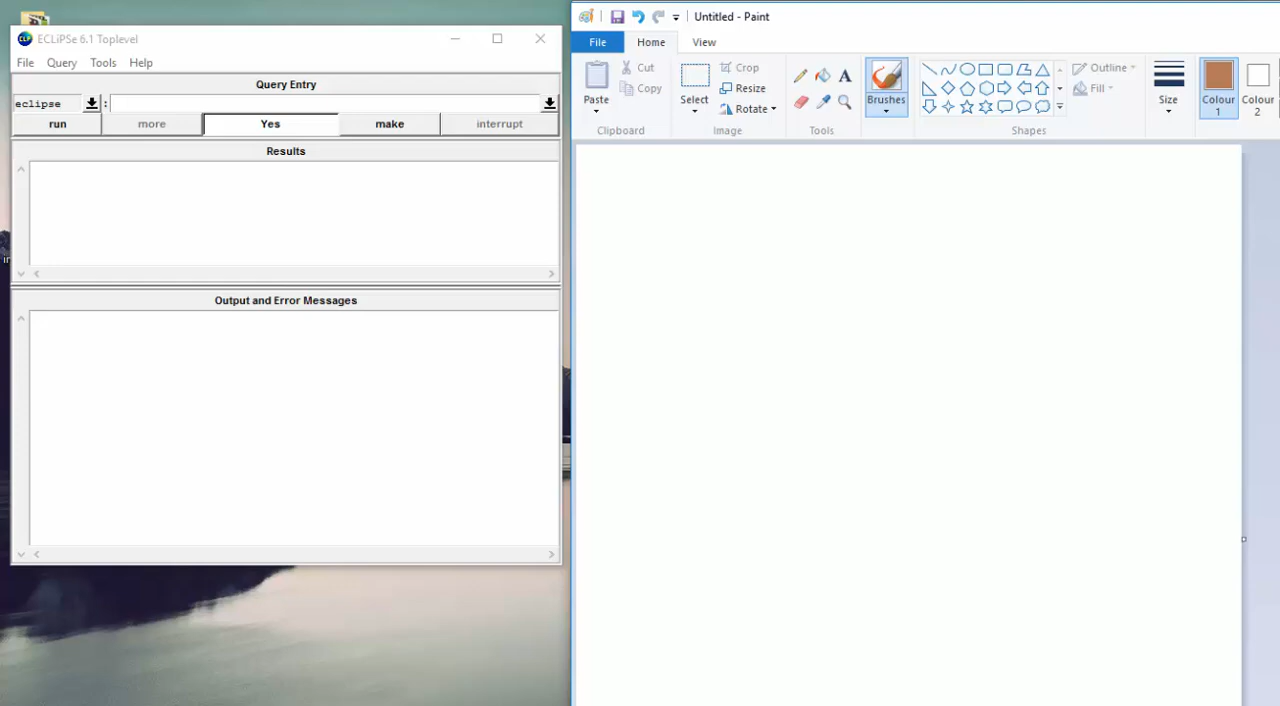 ECLiPSe 6.1 Toplevel
File Query Tools Help
Query Entry
eclipse :
run more Yes make interrupt
Results
Output and Error Messages
Untitled - Paint
File Home View
Paste
Cut
Copy
Clipboard
Select
Crop
Resize
Rotate
Image
A
Tools
Brushes
Outline
Fill
Shapes
Size
Colour
1
Colour
2